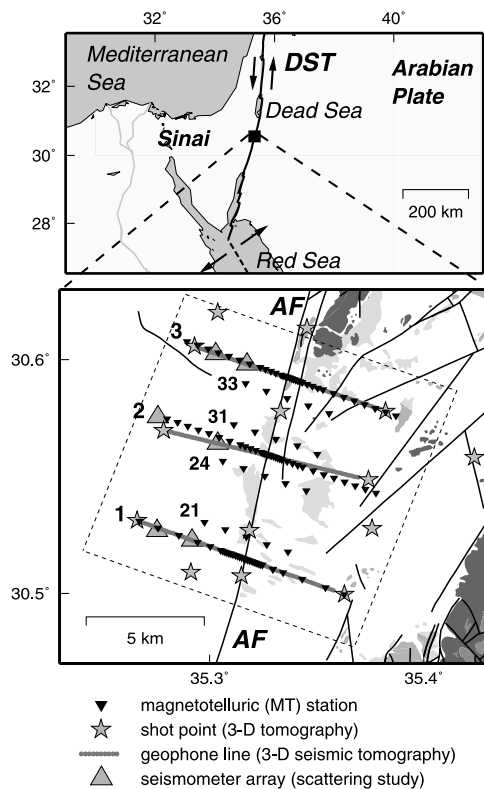 32° 36° 40°
Mediterranean
Sea
DST
Arabian
Plate
32°
Dead Sea
Sinai
30°
200 km
28°
Red Sea
AF
3
30.6°
33
2
31
24
21
1
30.5°
5 km
AF
35.3° 35.4°
magnetotelluric (MT) station
shot point (3-D tomography)
geophone line (3-D seismic tomography)
seismometer array (scattering study)